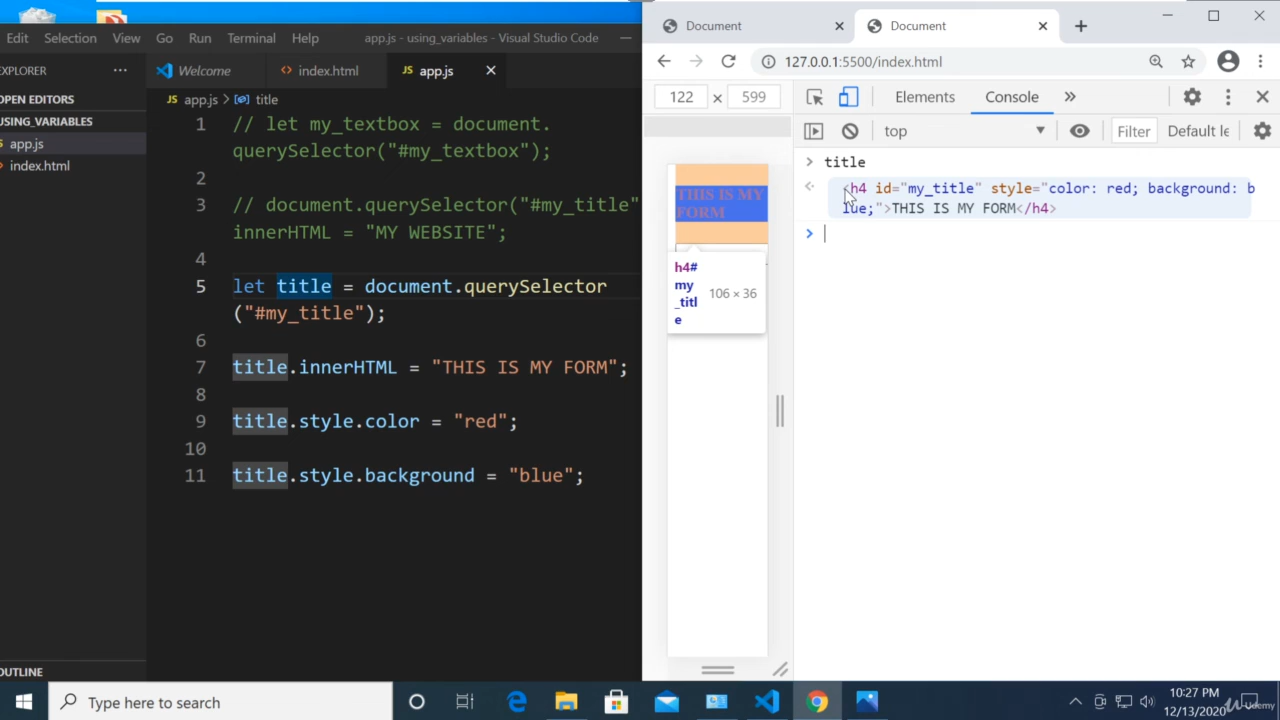 Edit Selection View Go Run Terminal Help app.js - using_variables - Visual Studio Code
EXPLORER
OPEN EDITORS
USING_VARIABLES
app.js
index.html
OUTLINE
Welcome index.html JS app.js
JS app.js title
1 // let my_textbox = document.
querySelector("#my_textbox");
2
3 // document.querySelector("#my_title"
innerHTML = "MY WEBSITE";
4
5 let title = document.querySelector
("#my_title");
6
7 title.innerHTML = "THIS IS MY FORM";
8
9 title.style.color = "red";
10
11 title.style.background = "blue";
Document Document
127.0.0.1:5500/index.html
122 × 599
THIS IS MY
FORM
h4#
my
_titl
e
106 × 36
Elements Console
top Filter Default le
> title
<h4 id="my_title" style="color: red; background: b
lue;">THIS IS MY FORM</h4>
>
Type here to search
10:27 PM
12/13/2020
Udemy